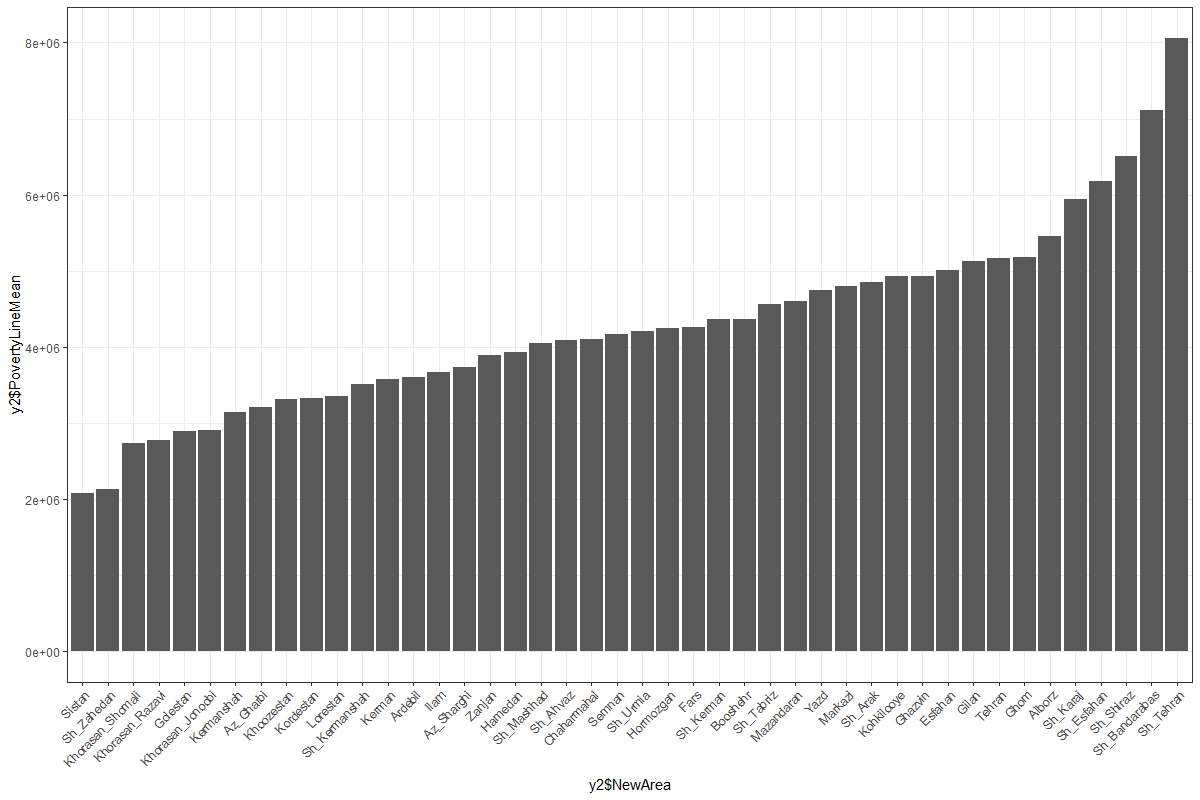 y2$PovertyLineMean
8e+06
6e+06
4e+06
2e+06
0e+00
Sistan
Sh_Zahedan
Khorasan_Shomali
Khorasan_Razavi
Golestan
Khorasan_Jonoobi
Kermanshah
Az_Gharbi
Khoozestan
Kordestan
Lorestan
Sh_Kermanshah
Kerman
Ardebil
Ilam
Az_Sharghi
Zanjan
Hamedan
Sh_Mashhad
Sh_Ahvaz
Chaharmahal
Semnan
Sh_Urmia
Hormozgan
Fars
Sh_Kerman
Booshehr
Sh_Tabriz
Mazandaran
Yazd
Markazi
Sh_Arak
Kohkilooye
Ghazvin
Esfahan
Gilan
Tehran
Ghom
Alborz
Sh_Karaj
Sh_Esfahan
Sh_Shiraz
Sh_Bandarabas
Sh_Tehran
y2$NewArea